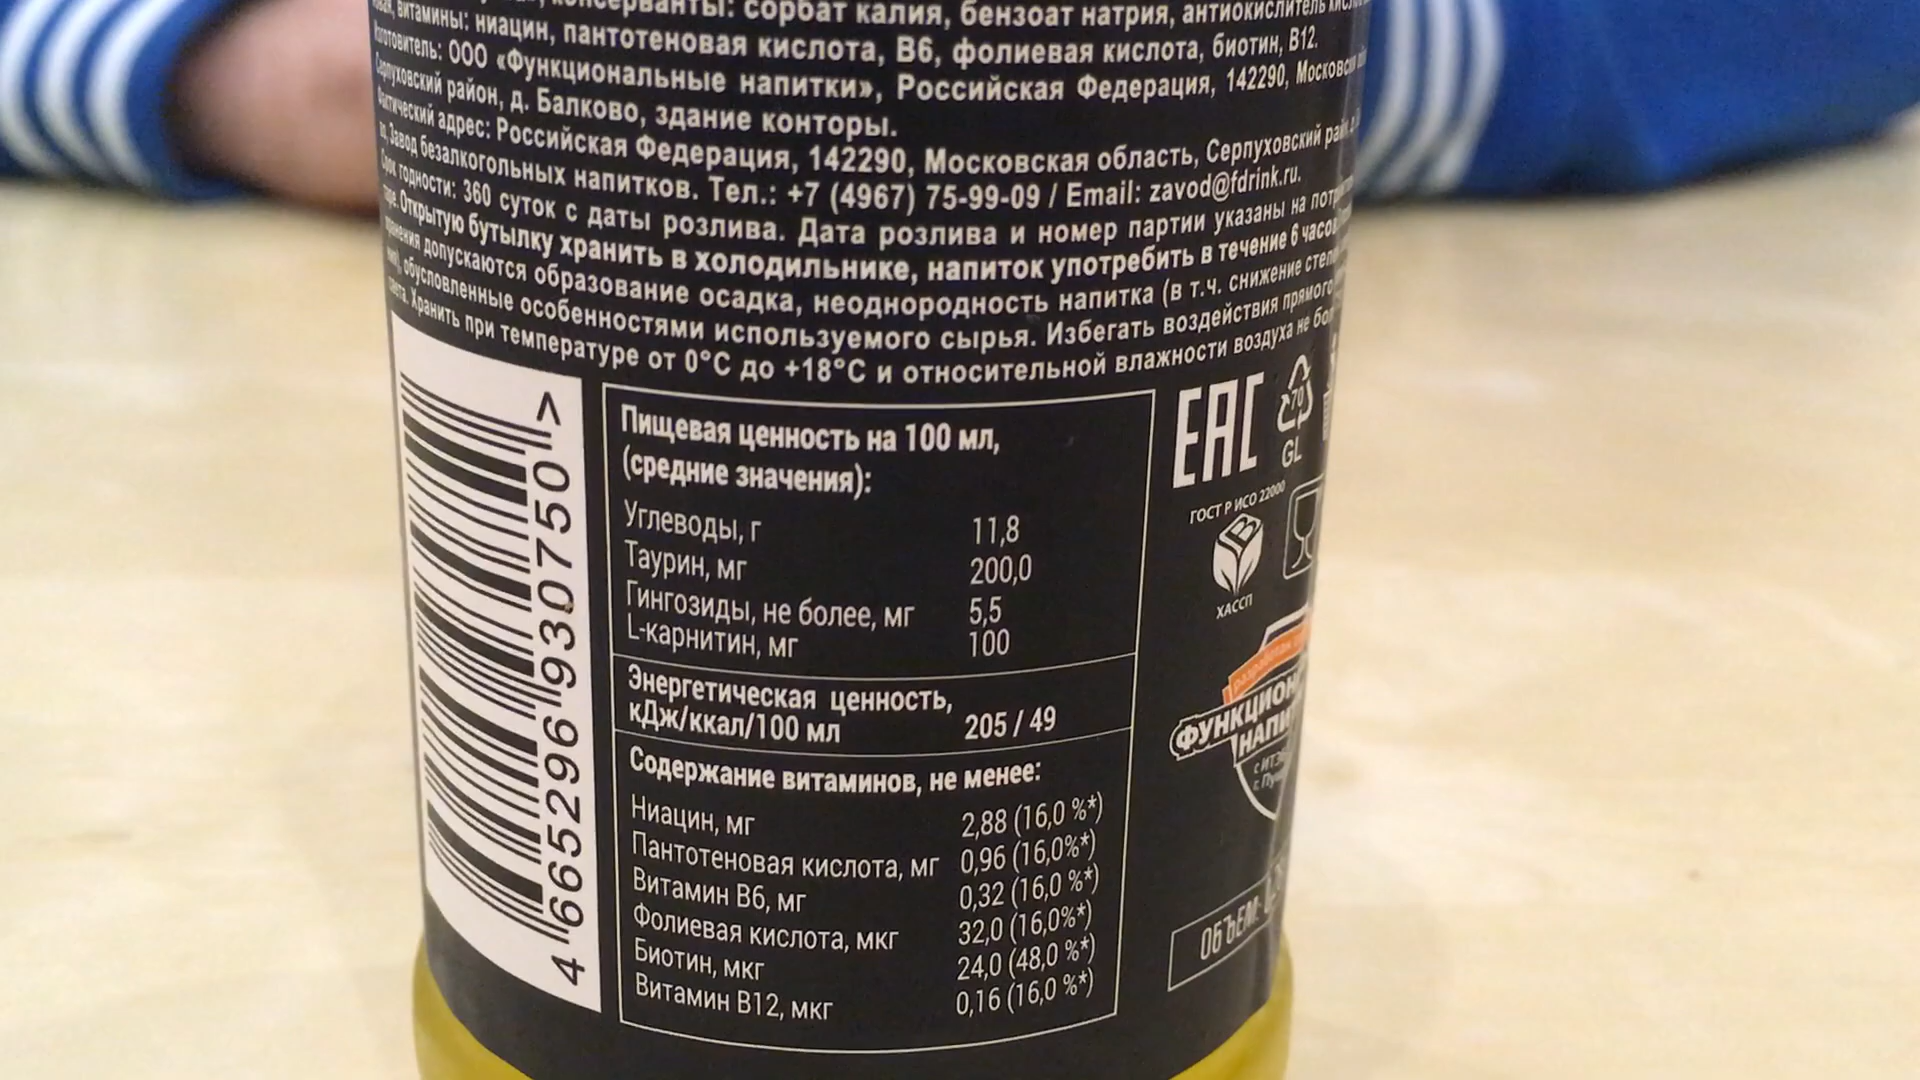 консерванты: сорбат калия, бензоат натрия, антиокислитель
витамины: ниацин, пантотеновая кислота, В6, фолиевая кислота, биотин, В12.
ООО «Функциональные напитки», Российская Федерация, 142290,
Серпуховский район, д. Балково, здание конторы.
адрес: Российская Федерация, 142290, Московская область, Серпуховский
Завод безалкогольных напитков. Тел.: +7 (4967) 75-99-09 / Email: zavod@fdrink.ru.
Срок годности: 360 суток с даты розлива. Дата розлива и номер партии указаны на
Открытую бутылку хранить в холодильнике, напиток употребить в течение 6 часов
допускаются образование осадка, неоднородность напитка (в т.ч. снижение
обусловленные особенностями используемого сырья. Избегать воздействия прямого
Хранить при температуре от 0°С до +18°С и относительной влажности воздуха не
4 665296 930750 >
Пищевая ценность на 100 мл,
(средние значения):
Углеводы, г 11,8
Таурин, мг 200,0
Гингозиды, не более, мг 5,5
L-карнитин, мг 100
Энергетическая ценность,
кДж/ккал/100 мл 205 / 49
Содержание витаминов, не менее:
Ниацин, мг 2,88 (16,0 %*)
Пантотеновая кислота, мг 0,96 (16,0%*)
Витамин В6, мг 0,32 (16,0 %*)
Фолиевая кислота, мкг 32,0 (16,0%*)
Биотин, мкг 24,0 (48,0 %*)
Витамин В12, мкг 0,16 (16,0 %*)
EAC
70
GL
ГОСТ Р ИСО 22000
ХАССП
ОБЪЕМ: